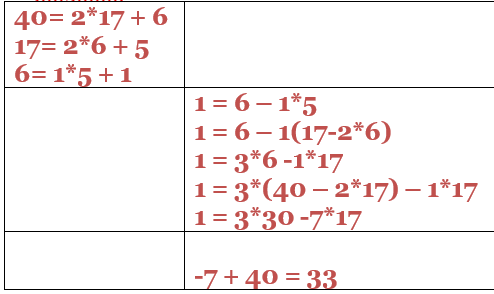 40= 2*17 + 6
17= 2*6 + 5
6= 1*5 + 1
1 = 6 – 1*5
1 = 6 – 1(17-2*6)
1 = 3*6 -1*17
1 = 3*(40 – 2*17) – 1*17
1 = 3*30 -7*17
-7 + 40 = 33